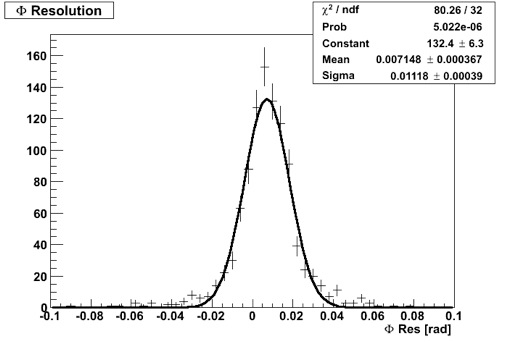 Φ Resolution
χ² / ndf 80.26 / 32
Prob 5.022e-06
Constant 132.4 ± 6.3
Mean 0.007148 ± 0.000367
Sigma 0.01118 ± 0.00039
160
140
120
100
80
60
40
20
0
-0.1 -0.08 -0.06 -0.04 -0.02 0 0.02 0.04 0.06 0.08 0.1
Φ Res [rad]